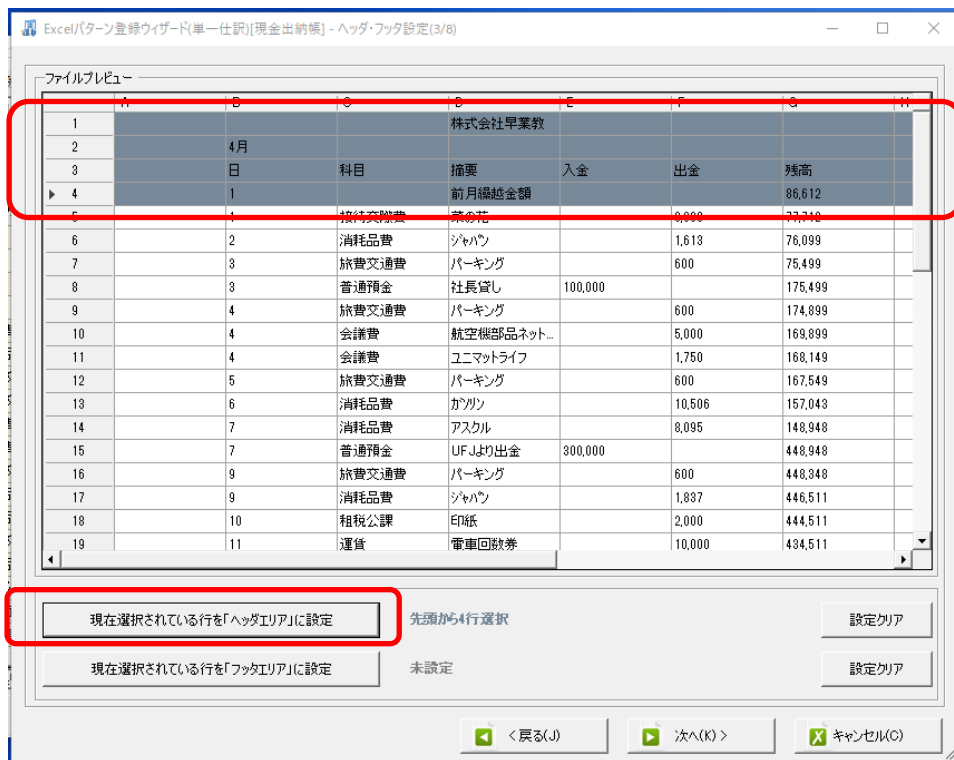 Excelパターン登録ウィザード(単一仕訳)[現金出納帳] - ヘッダ・フッタ設定(3/8)
ファイルプレビュー
A B C D E F G H
1 株式会社早業教
2 4月
3 日 科目 摘要 入金 出金 残高
4 1 前月繰越金額 86,612
5 1 接待交際費 菜の花 77,712
6 2 消耗品費 ジャパン 1,613 76,099
7 3 旅費交通費 パーキング 600 75,499
8 3 普通預金 社長貸し 100,000 175,499
9 4 旅費交通費 パーキング 600 174,899
10 4 会議費 航空機部品ネット... 5,000 169,899
11 4 会議費 ユニマットライフ 1,750 168,149
12 5 旅費交通費 パーキング 600 167,549
13 6 消耗品費 ガソリン 10,506 157,043
14 7 消耗品費 アスクル 8,095 148,948
15 7 普通預金 UFJより出金 300,000 448,948
16 9 旅費交通費 パーキング 600 448,348
17 9 消耗品費 ジャパン 1,837 446,511
18 10 租税公課 印紙 2,000 444,511
19 11 運賃 電車回数券 10,000 434,511
現在選択されている行を「ヘッダエリア」に設定 先頭から4行選択 設定クリア
現在選択されている行を「フッタエリア」に設定 未設定 設定クリア
< 戻る(J) 次へ(K) > キャンセル(C)